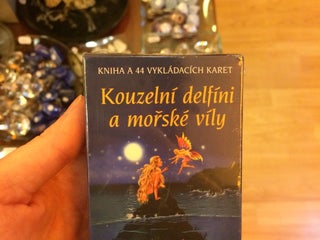 KNIHA A 44 VYKLÁDACÍCH KARET
Kouzelní delfíni
a mořské víly